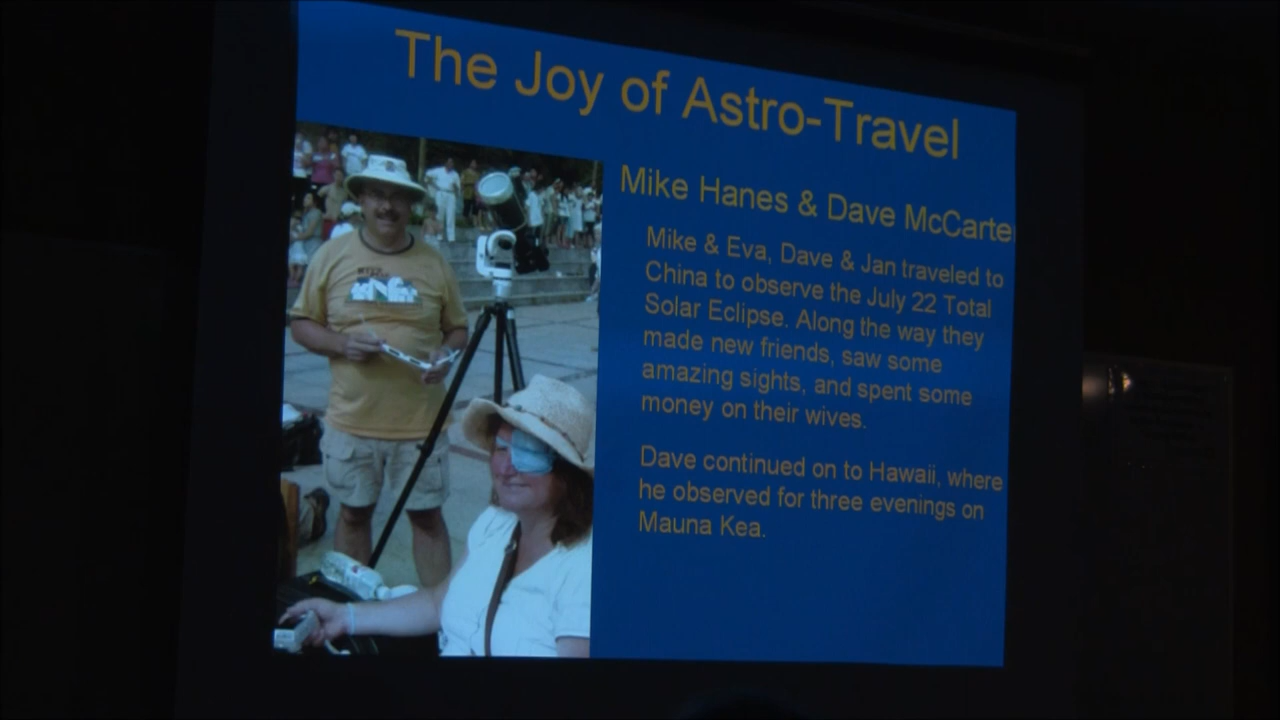 The Joy of Astro-Travel
Mike Hanes & Dave McCarte
Mike & Eva, Dave & Jan traveled to
China to observe the July 22 Total
Solar Eclipse. Along the way they
made new friends, saw some
amazing sights, and spent some
money on their wives.
Dave continued on to Hawaii, where
he observed for three evenings on
Mauna Kea.